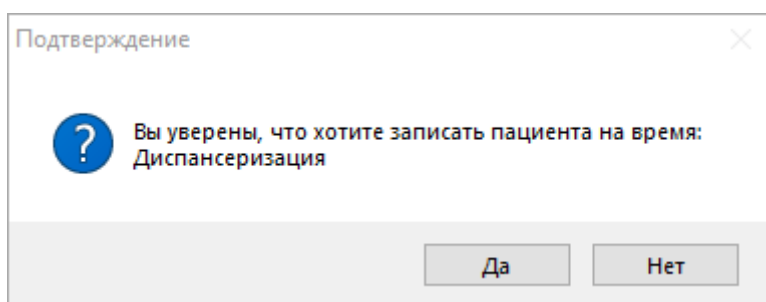 Подтверждение
Вы уверены, что хотите записать пациента на время:
Диспансеризация
Да
Нет